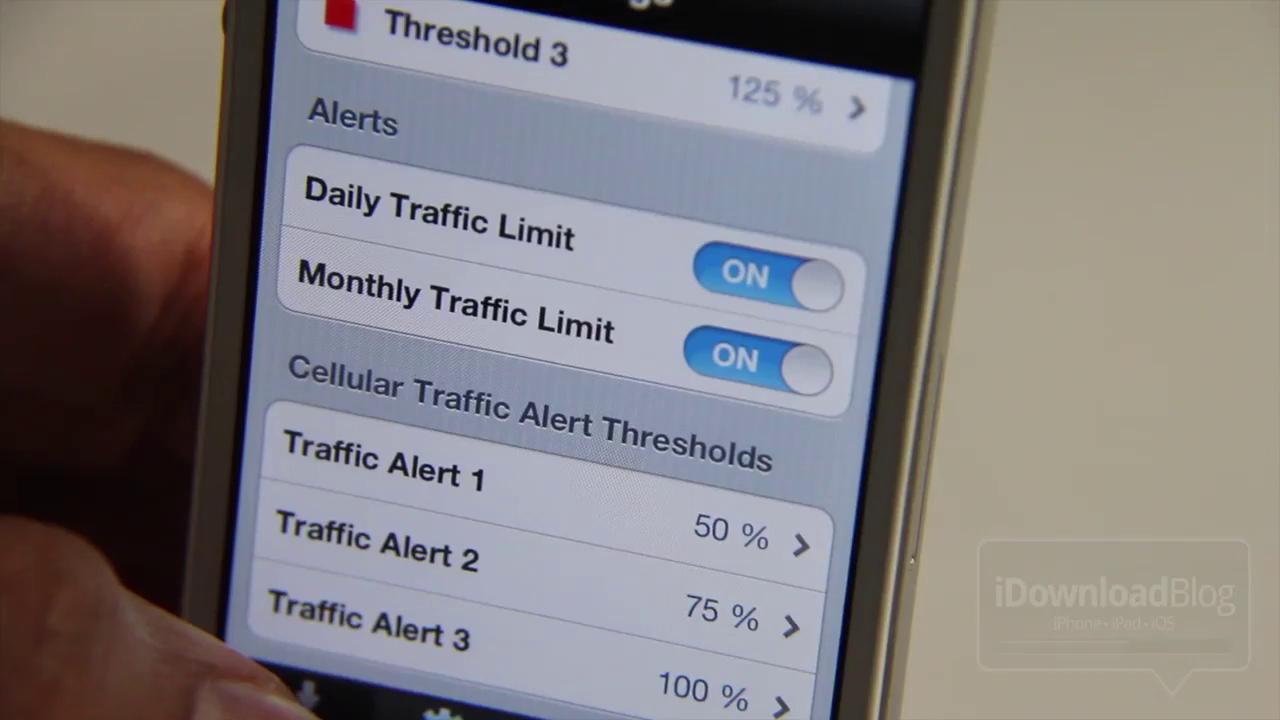 Threshold 3
125 %
Alerts
Daily Traffic Limit
ON
Monthly Traffic Limit
ON
Cellular Traffic Alert Thresholds
Traffic Alert 1
50 %
Traffic Alert 2
75 %
Traffic Alert 3
100 %
iDownloadBlog
iPhone • iPad • iOS